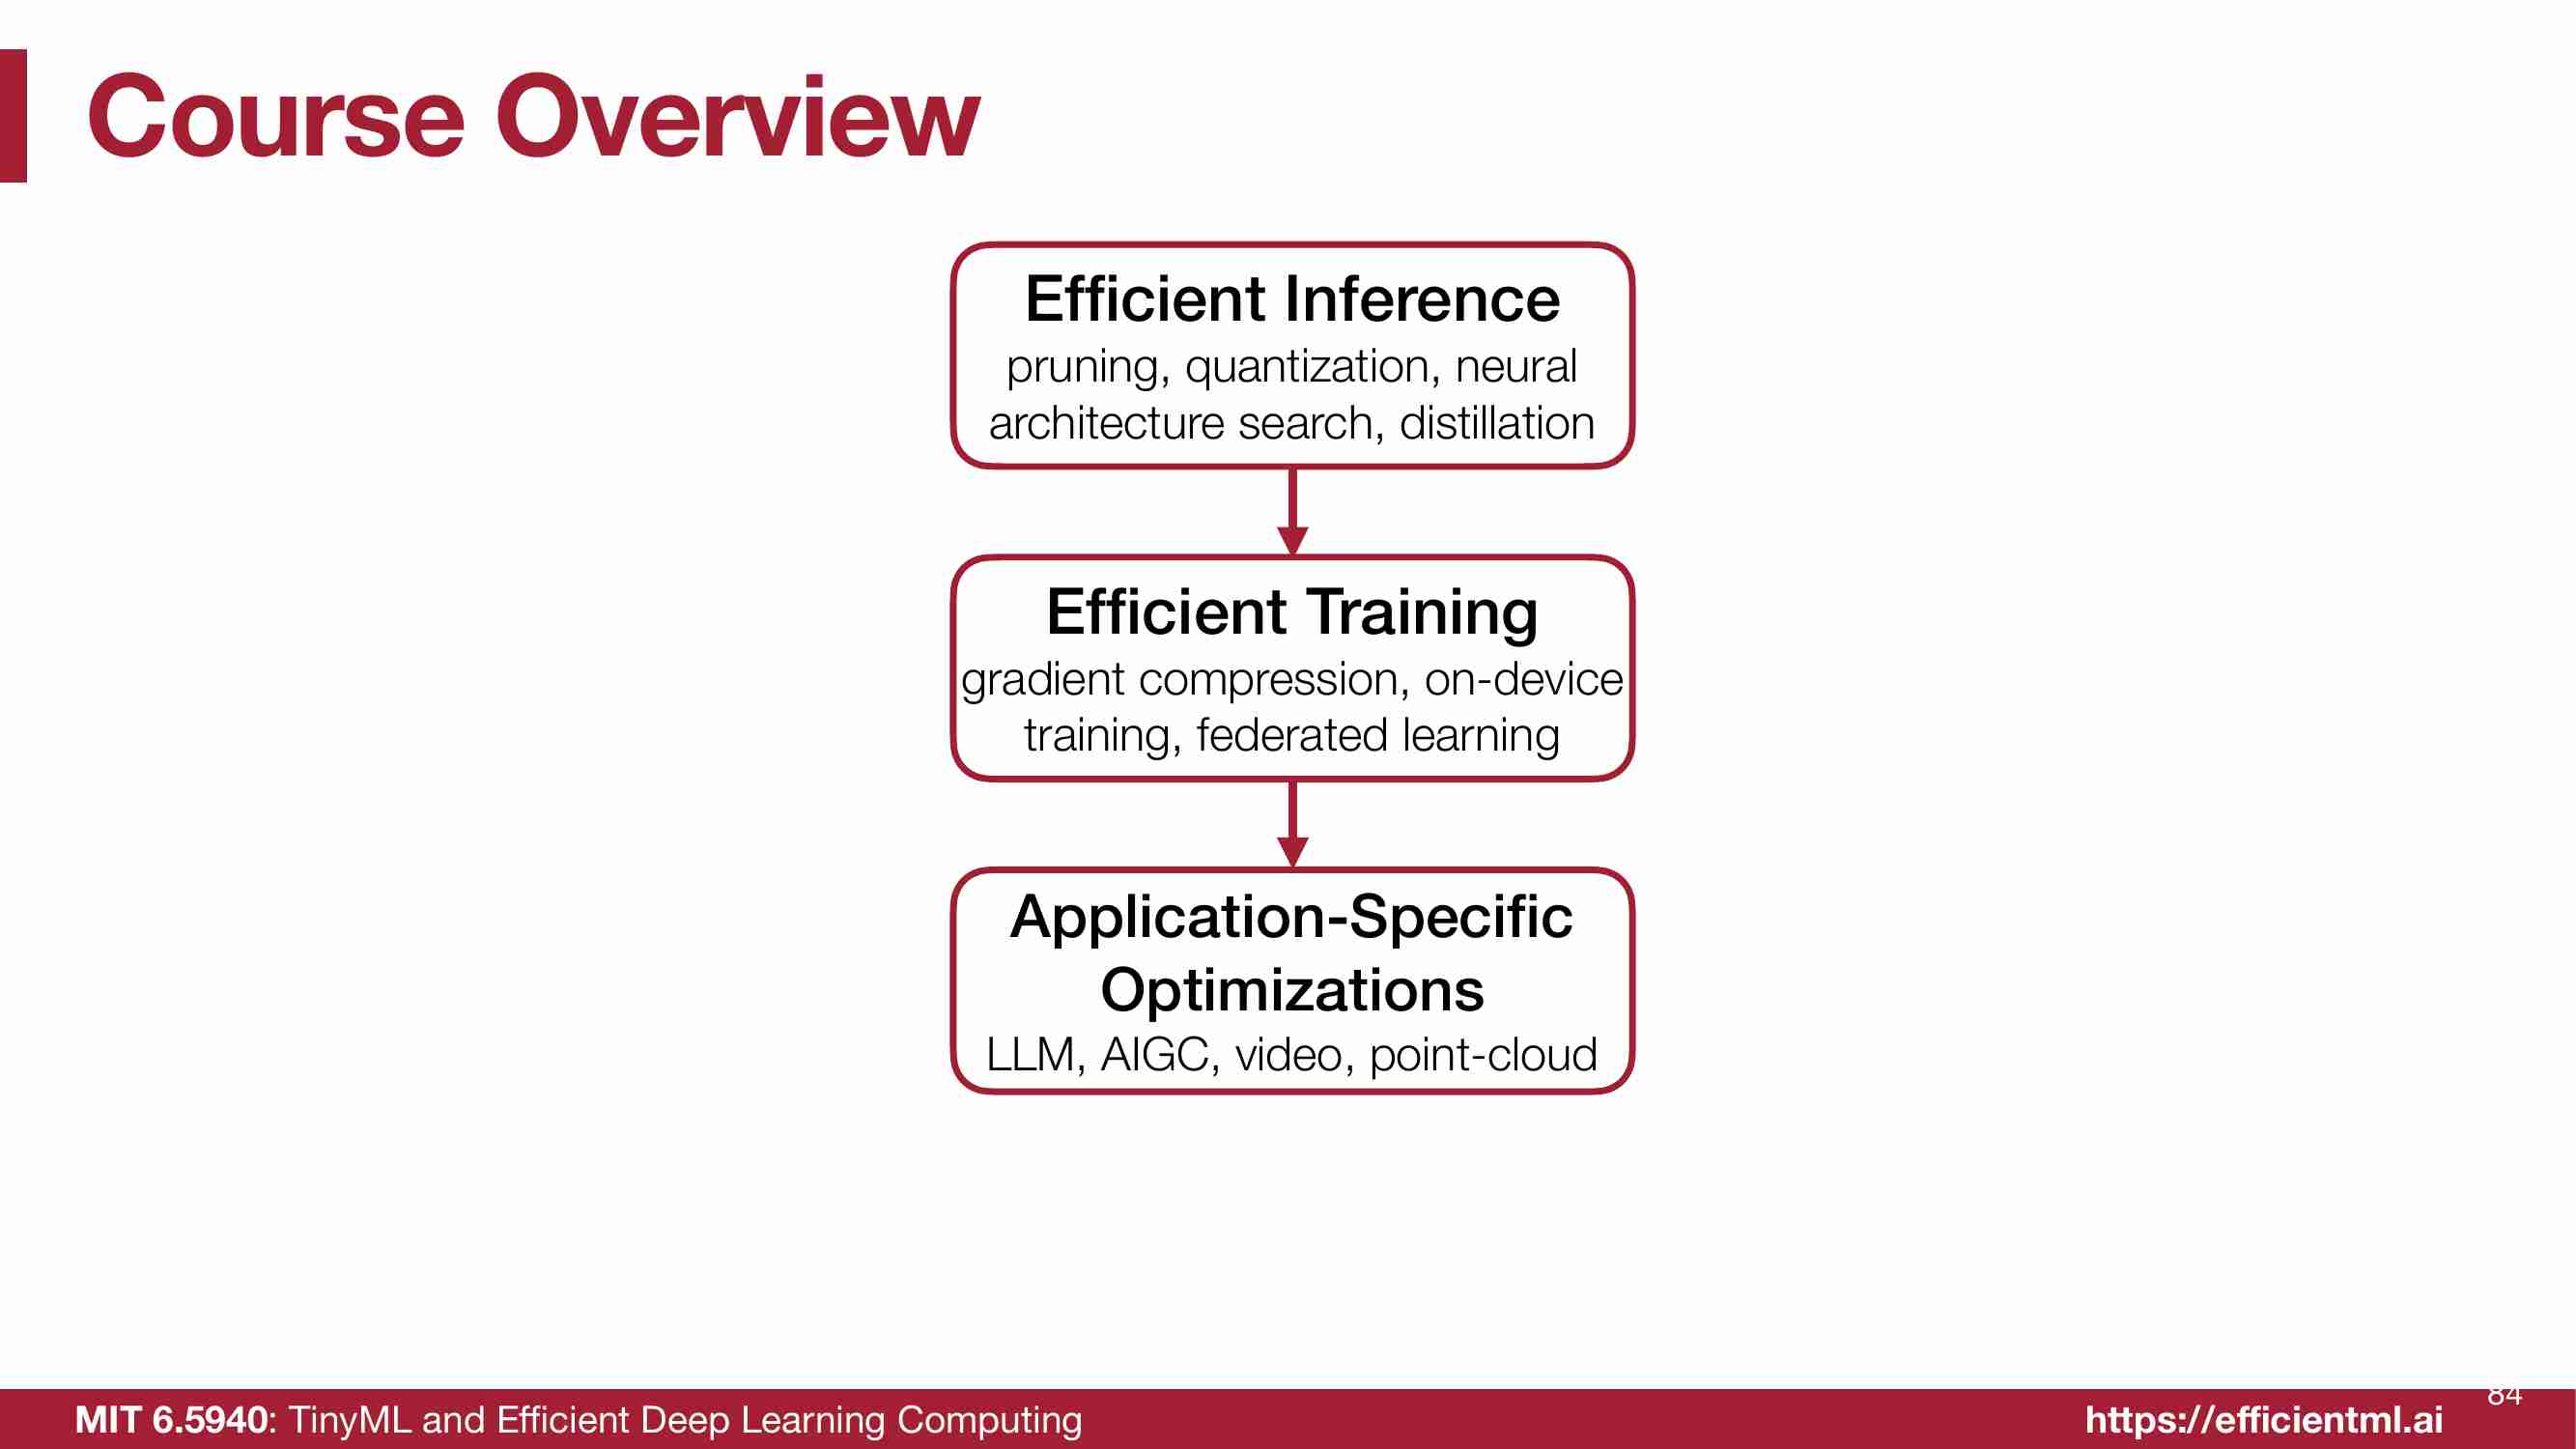 Course Overview
Efficient Inference
pruning, quantization, neural
architecture search, distillation
Efficient Training
gradient compression, on-device
training, federated learning
Application-Specific
Optimizations
LLM, AIGC, video, point-cloud
MIT 6.5940: TinyML and Efficient Deep Learning Computing
https://efficientml.ai
84